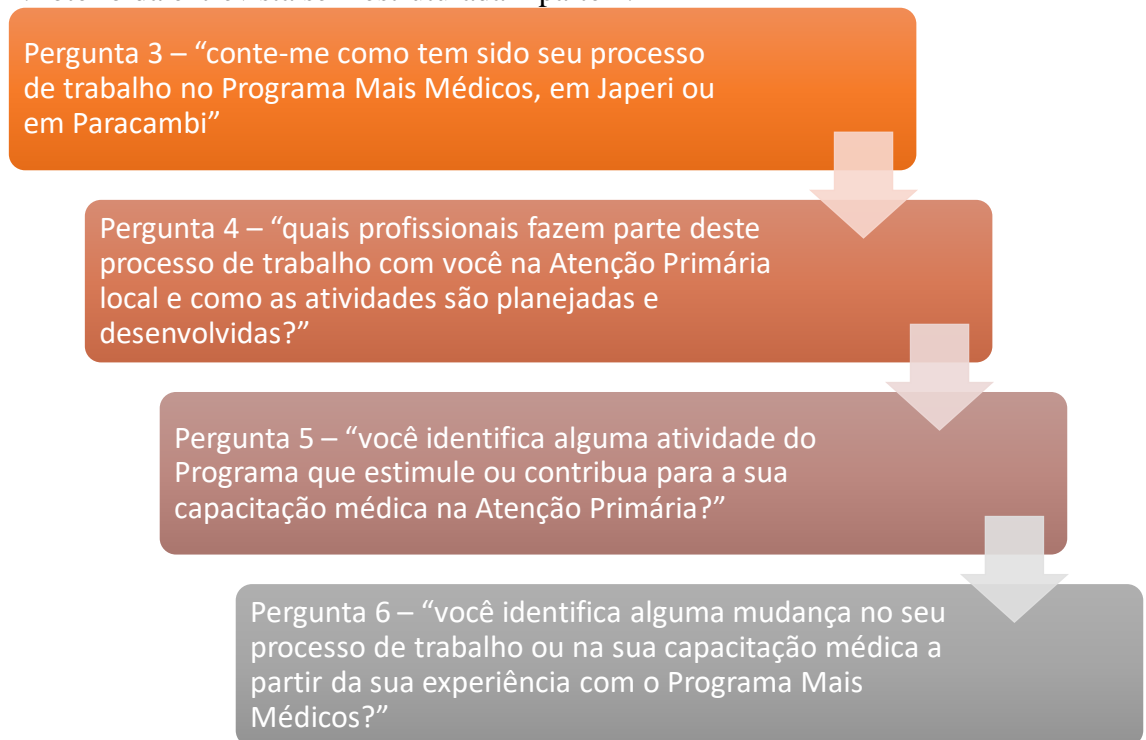 Pergunta 3 – “conte-me como tem sido seu processo
de trabalho no Programa Mais Médicos, em Japeri ou
em Paracambi”
Pergunta 4 – “quais profissionais fazem parte deste
processo de trabalho com você na Atenção Primária
local e como as atividades são planejadas e
desenvolvidas?”
Pergunta 5 – “você identifica alguma atividade do
Programa que estimule ou contribua para a sua
capacitação médica na Atenção Primária?”
Pergunta 6 – “você identifica alguma mudança no seu
processo de trabalho ou na sua capacitação médica a
partir da sua experiência com o Programa Mais
Médicos?”